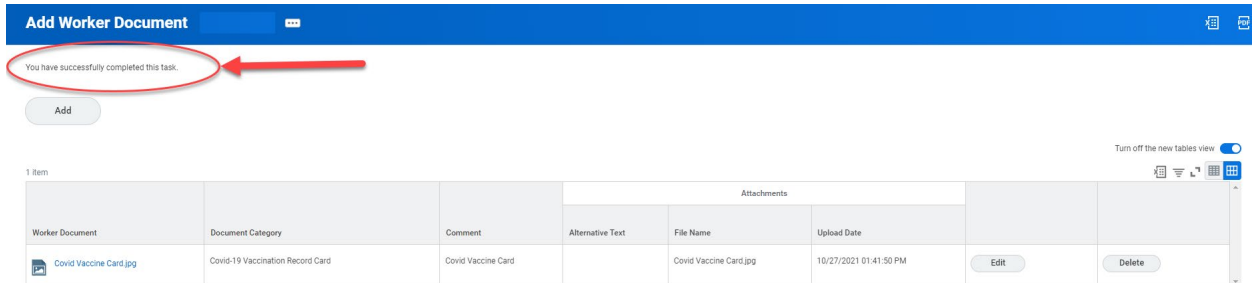 Add Worker Document
You have successfully completed this task.
Add
Turn off the new tables view
1 item
Attachments
Worker Document Document Category Comment Alternative Text File Name Upload Date
Covid Vaccine Card.jpg Covid-19 Vaccination Record Card Covid Vaccine Card Covid Vaccine Card.jpg 10/27/2021 01:41:50 PM Edit Delete